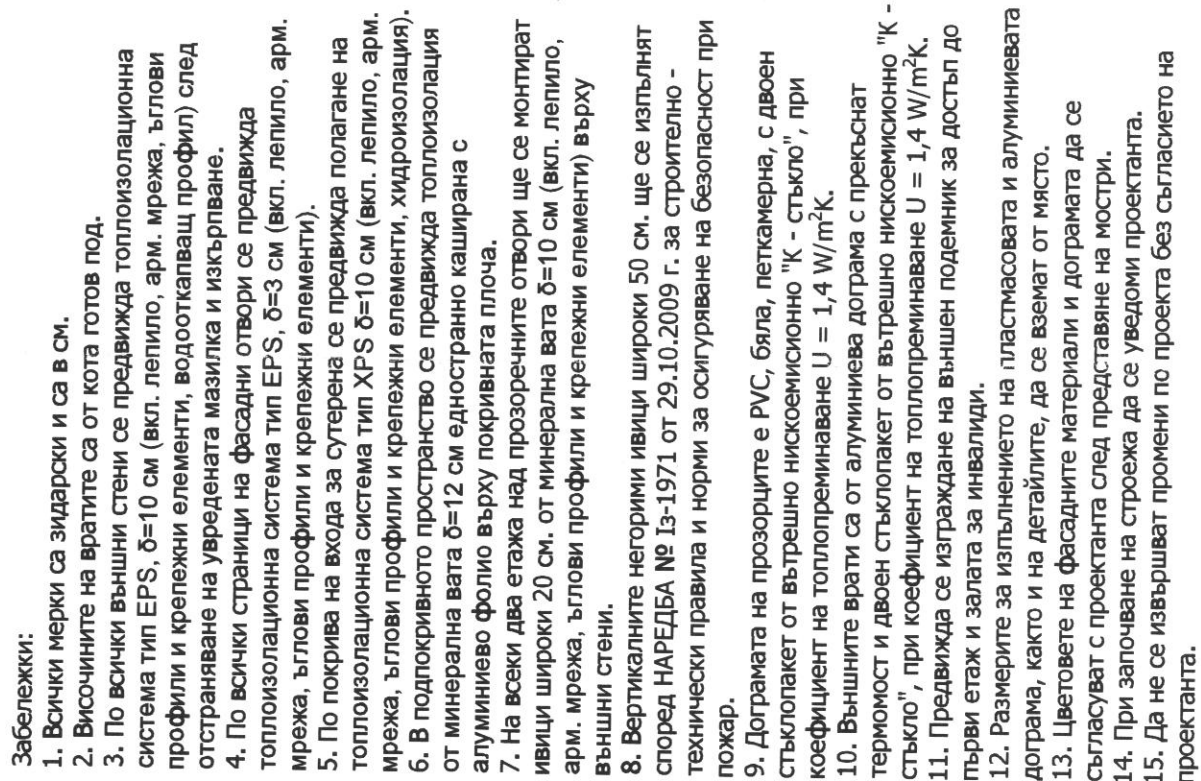 Забележки:
1. Всички мерки са зидарски и са в см.
2. Височините на вратите са от кота готов под.
3. По всички външни стени се предвижда топлоизолационна
система тип EPS, δ=10 см (вкл. лепило, арм. мрежа, ъглови
профили и крепежни елементи, водооткапващ профил) след
отстраняване на увредената мазилка и изкърпване.
4. По всички страници на фасадни отвори се предвижда
топлоизолационна система тип EPS, δ=3 см (вкл. лепило, арм.
мрежа, ъглови профили и крепежни елементи).
5. По покрива на входа за сутерена се предвижда полагане на
топлоизолационна система тип XPS δ=10 см (вкл. лепило, арм.
мрежа, ъглови профили и крепежни елементи, хидроизолация).
6. В подпокривното пространство се предвижда топлоизолация
от минерална вата δ=12 см едностранно каширана с
алуминиево фолио върху покривната плоча.
7. На всеки два етажа над прозоречните отвори ще се монтират
ивици широки 20 см. от минерална вата δ=10 см (вкл. лепило,
арм. мрежа, ъглови профили и крепежни елементи) върху
външни стени.
8. Вертикалните негорими ивици широки 50 см. ще се изпълнят
според НАРЕДБА № Iз-1971 от 29.10.2009 г. за строително -
технически правила и норми за осигуряване на безопасност при
пожар.
9. Дограмата на прозорците е PVC, бяла, петкамерна, с двоен
стъклопакет от вътрешно нискоемисионно "К - стъкло", при
коефициент на топлопреминаване U = 1,4 W/m²K.
10. Външните врати са от алуминиева дограма с прекъснат
термомост и двоен стъклопакет от вътрешно нискоемисионно "К -
стъкло", при коефициент на топлопреминаване U = 1,4 W/m²K.
11. Предвижда се изграждане на външен подемник за достъп до
първи етаж и залата за инвалиди.
12. Размерите за изпълнението на пластмасовата и алуминиевата
дограма, както и на детайлите, да се вземат от място.
13. Цветовете на фасадните материали и дограмата да се
съгласуват с проектанта след представяне на мостри.
14. При започване на строежа да се уведоми проектанта.
15. Да не се извършват промени по проекта без съгласието на
проектанта.